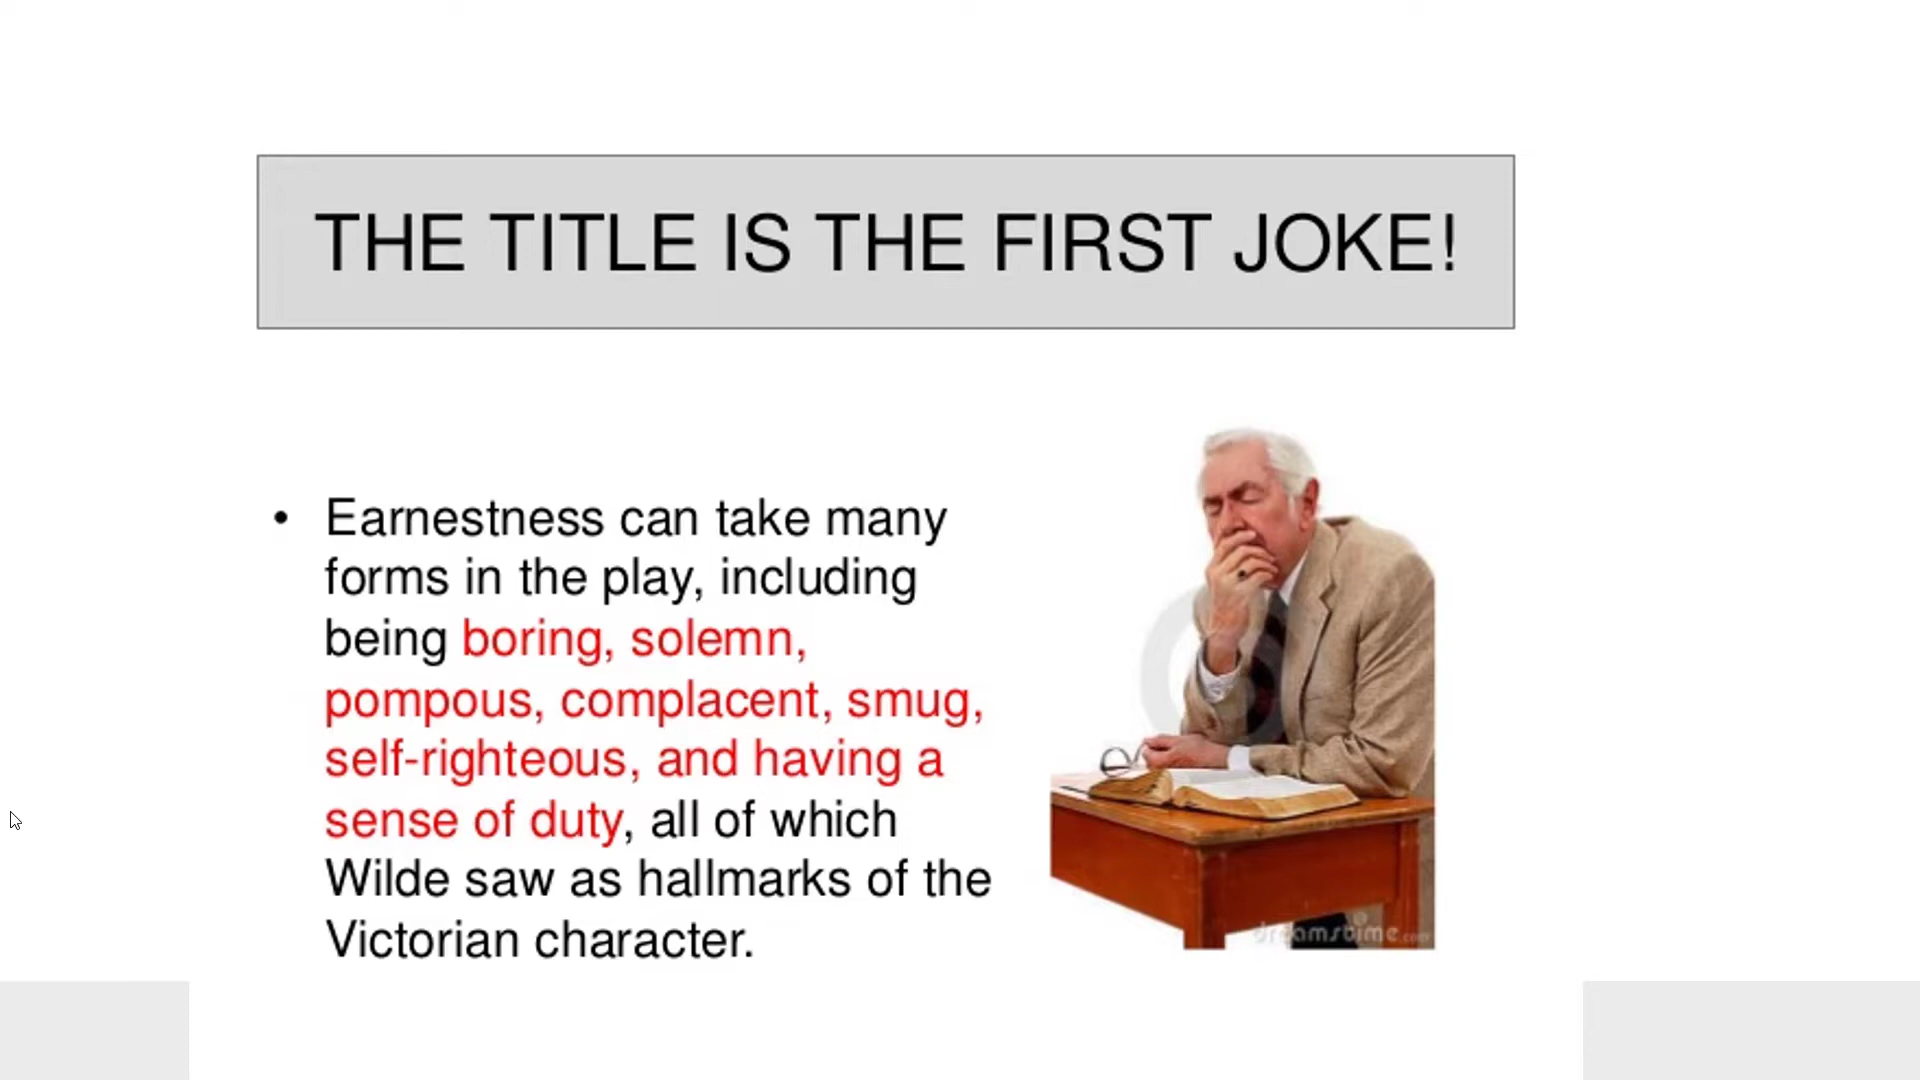 THE TITLE IS THE FIRST JOKE!
• Earnestness can take many
forms in the play, including
being boring, solemn,
pompous, complacent, smug,
self-righteous, and having a
sense of duty, all of which
Wilde saw as hallmarks of the
Victorian character.
dreamstime.com